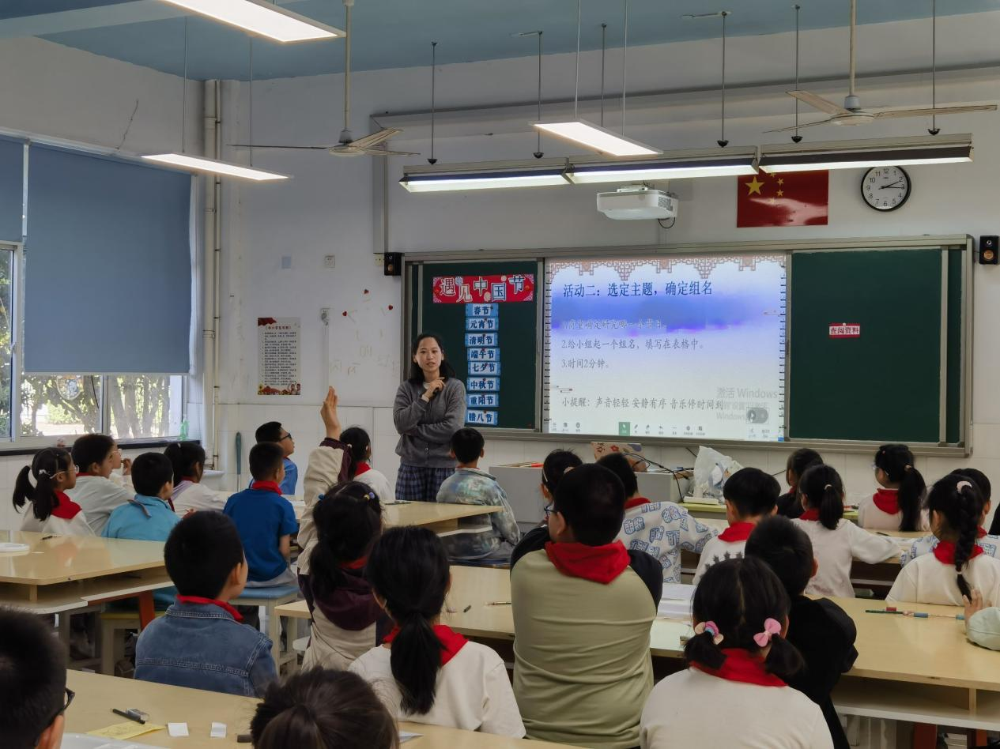 遇见中国节
春节
元宵节
清明节
端午节
七夕节
中秋节
重阳节
腊八节
活动二：选定主题，确定组名
2.给小组起一个组名，填写在表格中。
3.时间2分钟。
小提醒：声音轻轻 安静有序 音乐停时间到
激活 Windows
Windows
查阅资料